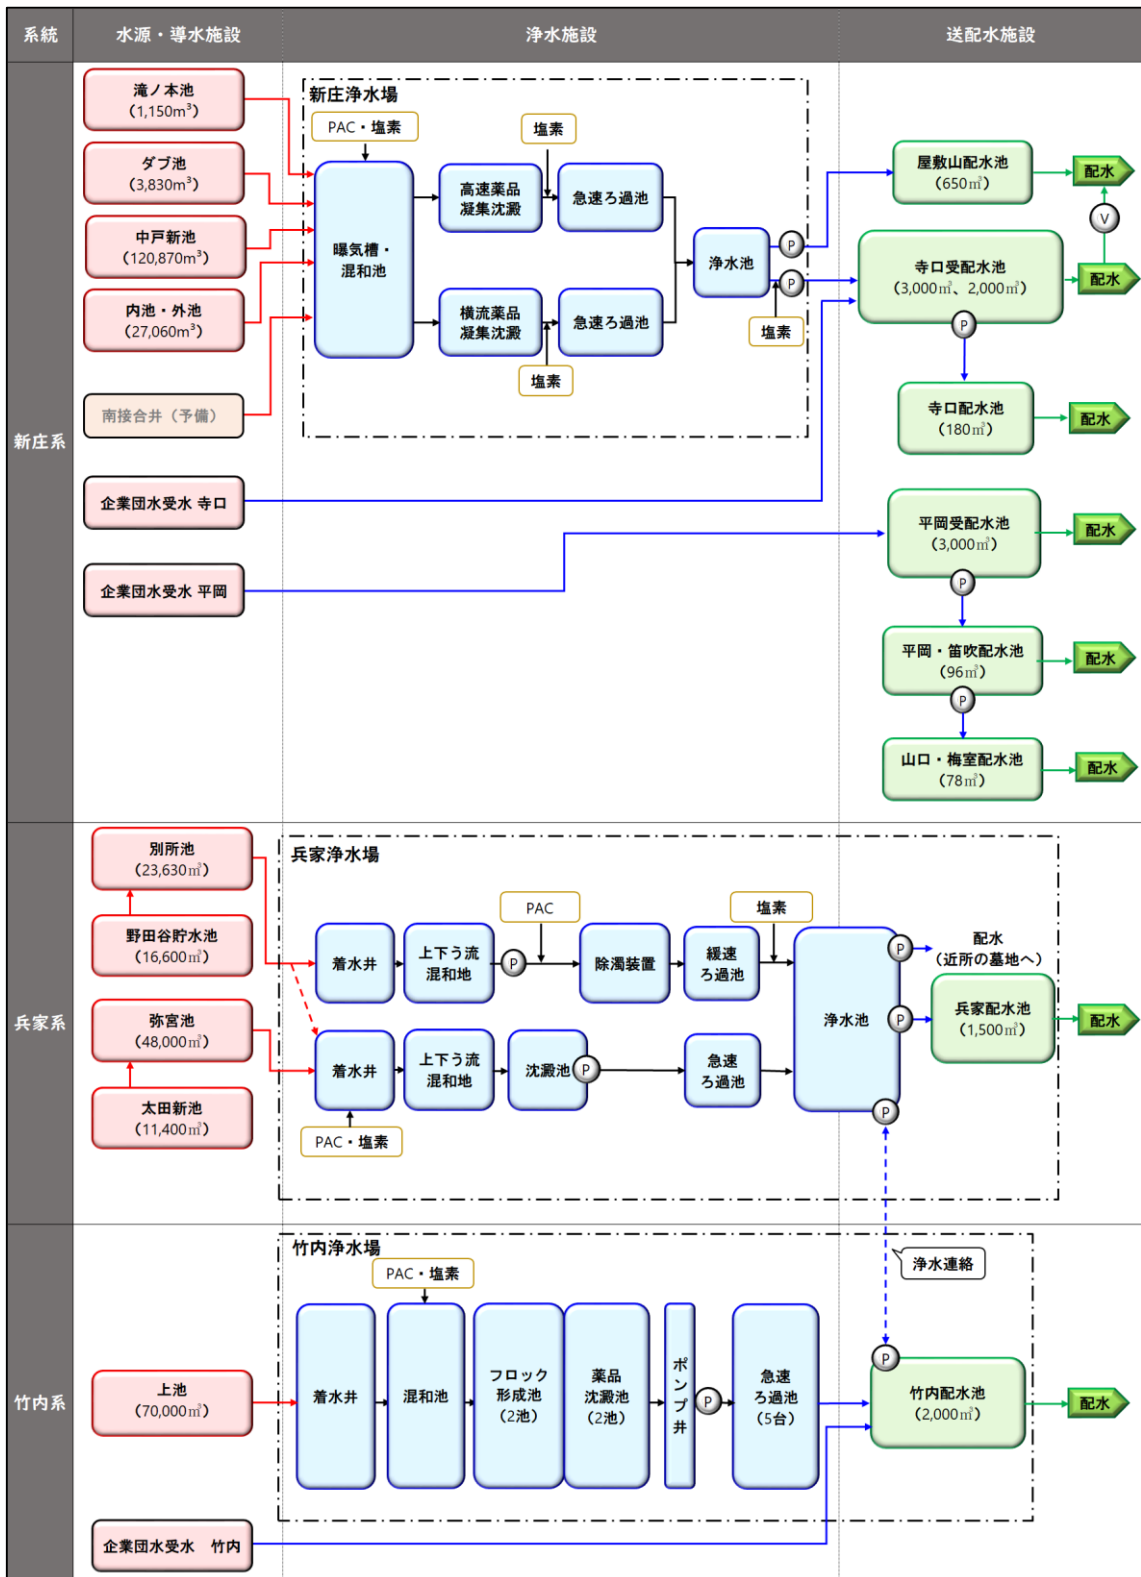 系統
水源・導水施設
浄水施設
送配水施設
新庄系
滝ノ本池
（1,150m³）
ダブ池
（3,830m³）
中戸新池
（120,870m³）
内池・外池
（27,060m³）
南接合井（予備）
企業団水受水 寺口
企業団水受水 平岡
新庄浄水場
PAC・塩素
塩素
曝気槽・
混和池
高速薬品
凝集沈澱
急速ろ過池
横流薬品
凝集沈澱
急速ろ過池
塩素
浄水池
P
P
塩素
屋敷山配水池
（650㎥）
配水
V
寺口受配水池
（3,000㎥、2,000㎥）
配水
P
寺口配水池
（180㎥）
配水
平岡受配水池
（3,000㎥）
配水
P
平岡・笛吹配水池
（96㎥）
配水
P
山口・梅室配水池
（78㎥）
配水
兵家系
別所池
（23,630㎥）
野田谷貯水池
（16,600㎥）
弥宮池
（48,000㎥）
太田新池
（11,400㎥）
兵家浄水場
着水井
上下う流
混和地
P
PAC
除濁装置
緩速
ろ過池
塩素
着水井
上下う流
混和地
沈澱池
P
急速
ろ過池
PAC・塩素
浄水池
P
配水
（近所の墓地へ）
P
兵家配水池
（1,500㎥）
配水
P
浄水連絡
竹内系
上池
（70,000㎥）
企業団水受水　竹内
竹内浄水場
PAC・塩素
着水井
混和池
フロック
形成池
（2池）
薬品
沈澱池
（2池）
ポンプ井
P
急速
ろ過池
（5台）
P
竹内配水池
（2,000㎥）
配水